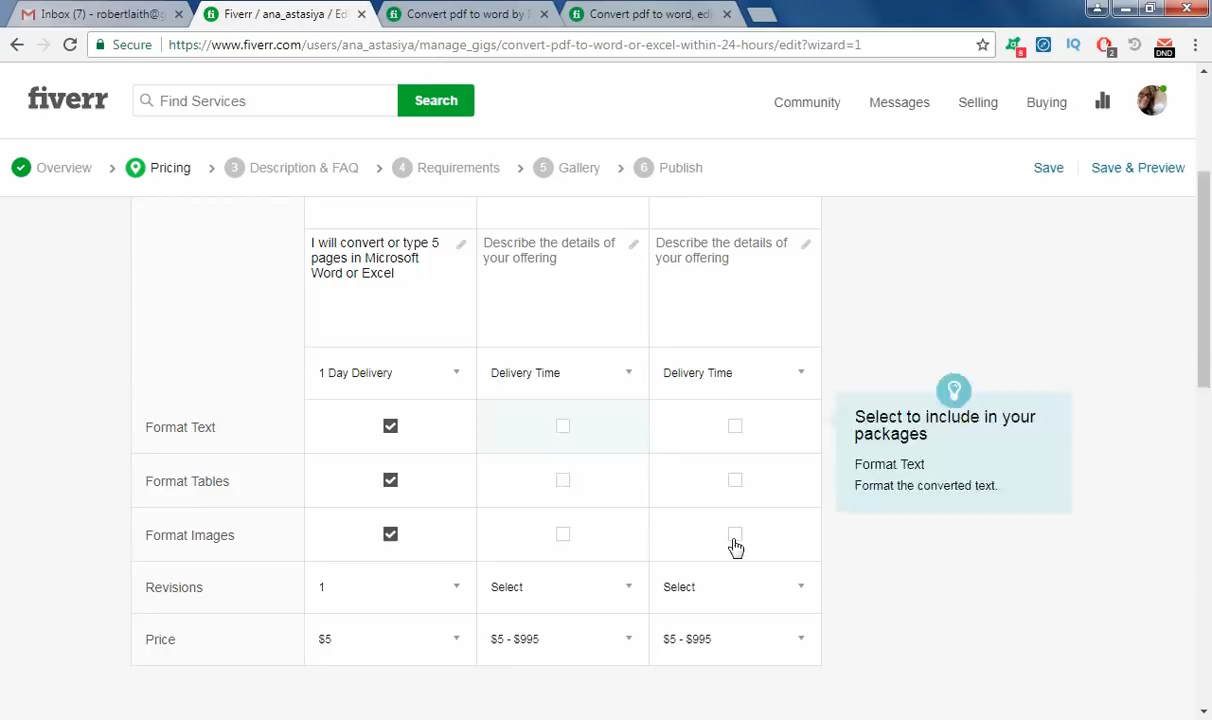 Inbox (7) - robertlaith@g
Fiverr / ana_astasiya / Ed
Convert pdf to word by
Convert pdf to word, edi
Secure
https://www.fiverr.com/users/ana_astasiya/manage_gigs/convert-pdf-to-word-or-excel-within-24-hours/edit?wizard=1
8
IQ
2
DND
fiverr
Find Services
Search
Community
Messages
Selling
Buying
Overview
Pricing
3 Description & FAQ
4 Requirements
5 Gallery
6 Publish
Save
Save & Preview
I will convert or type 5
pages in Microsoft
Word or Excel
Describe the details of
your offering
Describe the details of
your offering
1 Day Delivery
Delivery Time
Delivery Time
Format Text
Format Tables
Format Images
Revisions
1
Select
Select
Price
$5
$5 - $995
$5 - $995
Select to include in your
packages
Format Text
Format the converted text.